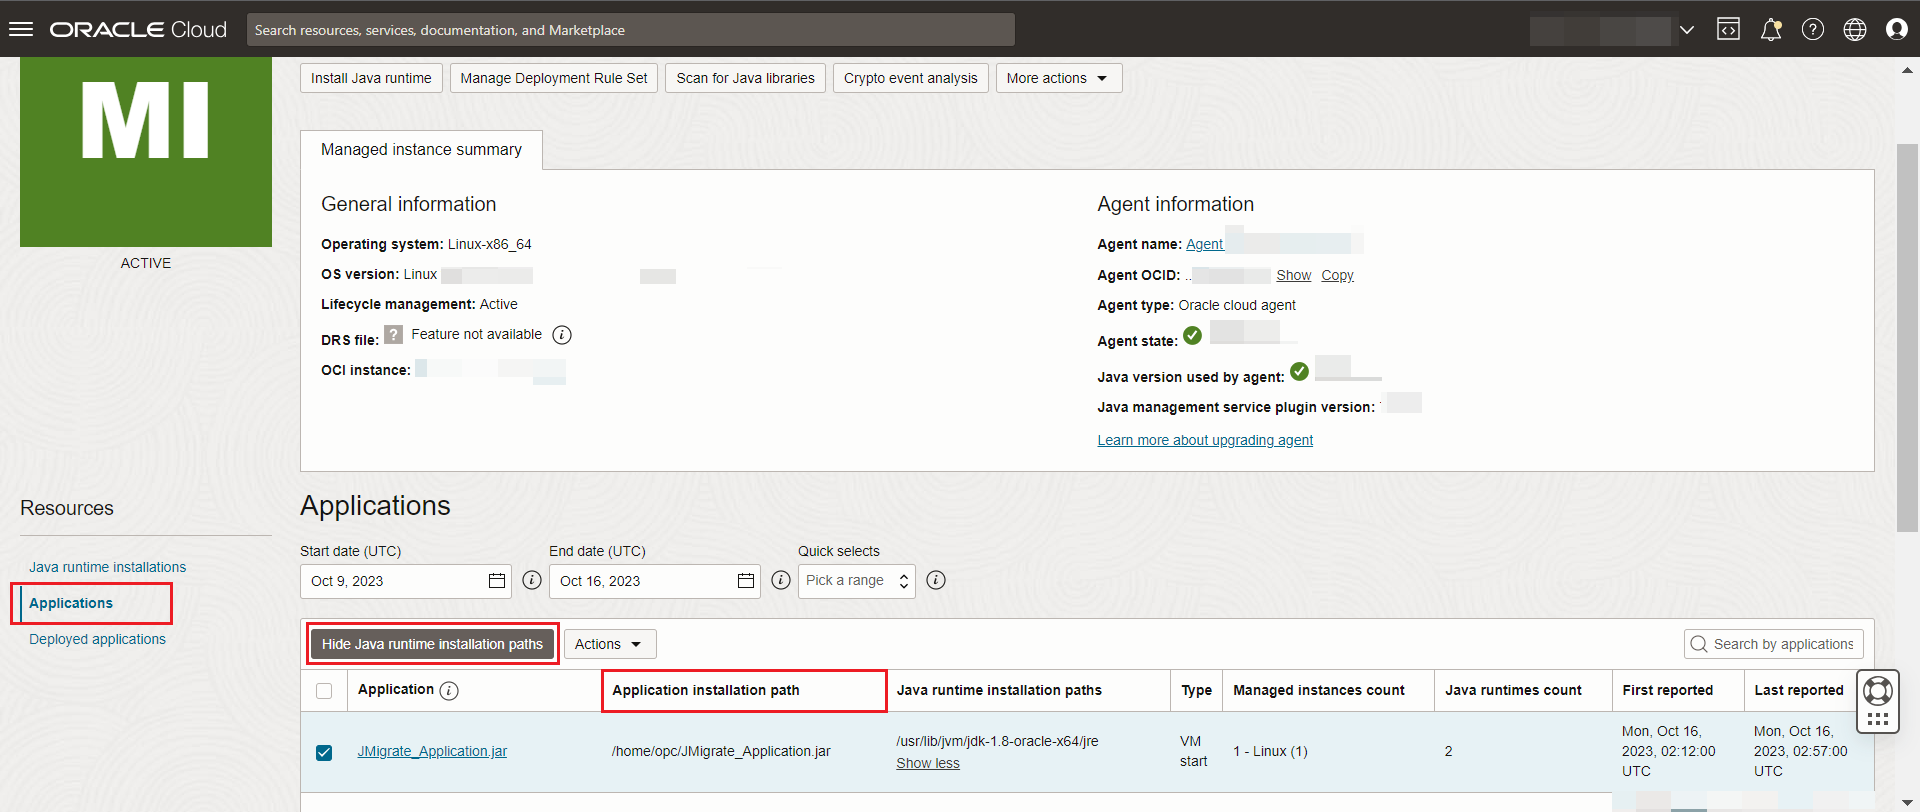 ORACLE Cloud
Search resources, services, documentation, and Marketplace
MI
ACTIVE
Install Java runtime
Manage Deployment Rule Set
Scan for Java libraries
Crypto event analysis
More actions
Managed instance summary
General information
Operating system: Linux-x86_64
OS version: Linux
Lifecycle management: Active
DRS file: ? Feature not available i
OCI instance:
Agent information
Agent name: Agent
Agent OCID: .. Show Copy
Agent type: Oracle cloud agent
Agent state:
Java version used by agent:
Java management service plugin version:
Learn more about upgrading agent
Resources
Java runtime installations
Applications
Deployed applications
Applications
Start date (UTC)
Oct 9, 2023
End date (UTC)
Oct 16, 2023
Quick selects
Pick a range
Hide Java runtime installation paths
Actions
Search by applications
Application
Application installation path
Java runtime installation paths
Type
Managed instances count
Java runtimes count
First reported
Last reported
JMigrate_Application.jar
/home/opc/JMigrate_Application.jar
/usr/lib/jvm/jdk-1.8-oracle-x64/jre
Show less
VM
start
1 - Linux (1)
2
Mon, Oct 16,
2023, 02:12:00
UTC
Mon, Oct 16,
2023, 02:57:00
UTC